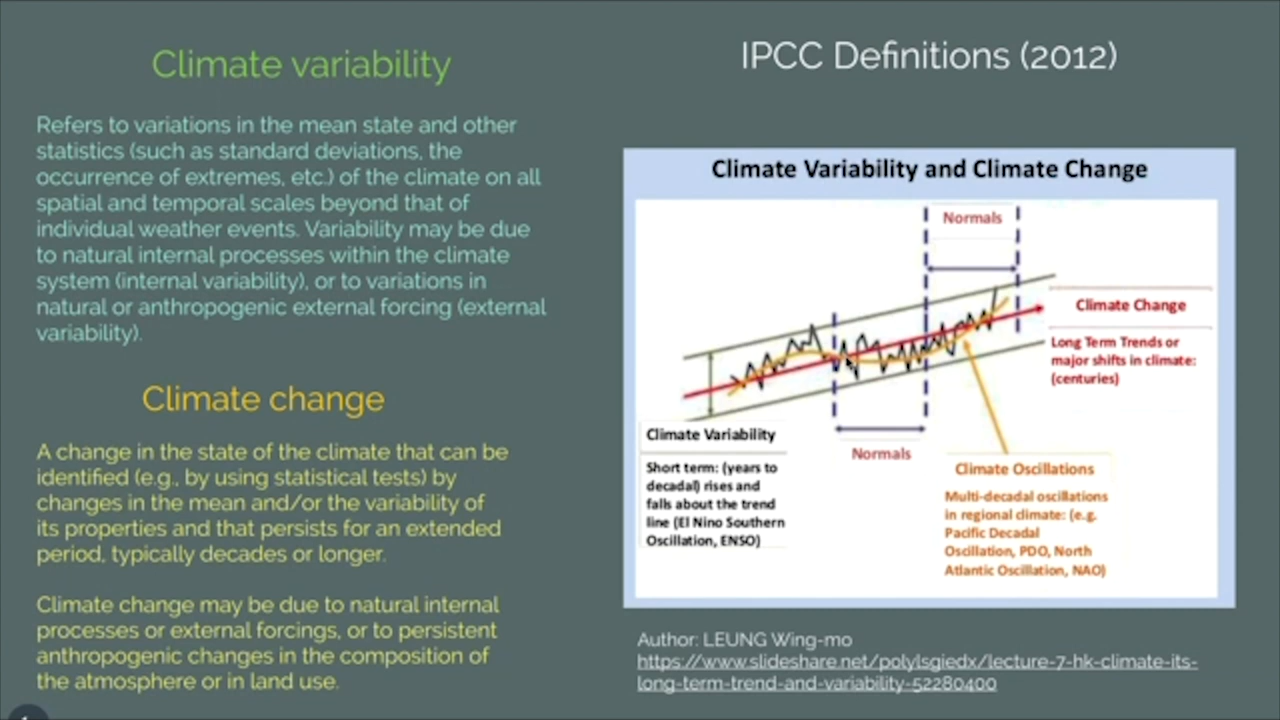 Climate variability
Refers to variations in the mean state and other
statistics (such as standard deviations, the
occurrence of extremes, etc.) of the climate on all
spatial and temporal scales beyond that of
individual weather events. Variability may be due
to natural internal processes within the climate
system (internal variability), or to variations in
natural or anthropogenic external forcing (external
variability).
Climate change
A change in the state of the climate that can be
identified (e.g., by using statistical tests) by
changes in the mean and/or the variability of
its properties and that persists for an extended
period, typically decades or longer.
Climate change may be due to natural internal
processes or external forcings, or to persistent
anthropogenic changes in the composition of
the atmosphere or in land use.
IPCC Definitions (2012)
Climate Variability and Climate Change
Normals
Climate Change
Long Term Trends or
major shifts in climate:
(centuries)
Climate Variability
Short term: (years to
decadal) rises and
falls about the trend
line (El Nino Southern
Oscillation, ENSO)
Normals
Climate Oscillations
Multi-decadal oscillations
in regional climate: (e.g.
Pacific Decadal
Oscillation, PDO, North
Atlantic Oscillation, NAO)
Author: LEUNG Wing-mo
https://www.slideshare.net/polylsgiedx/lecture-7-hk-climate-its-
long-term-trend-and-variability-52280400